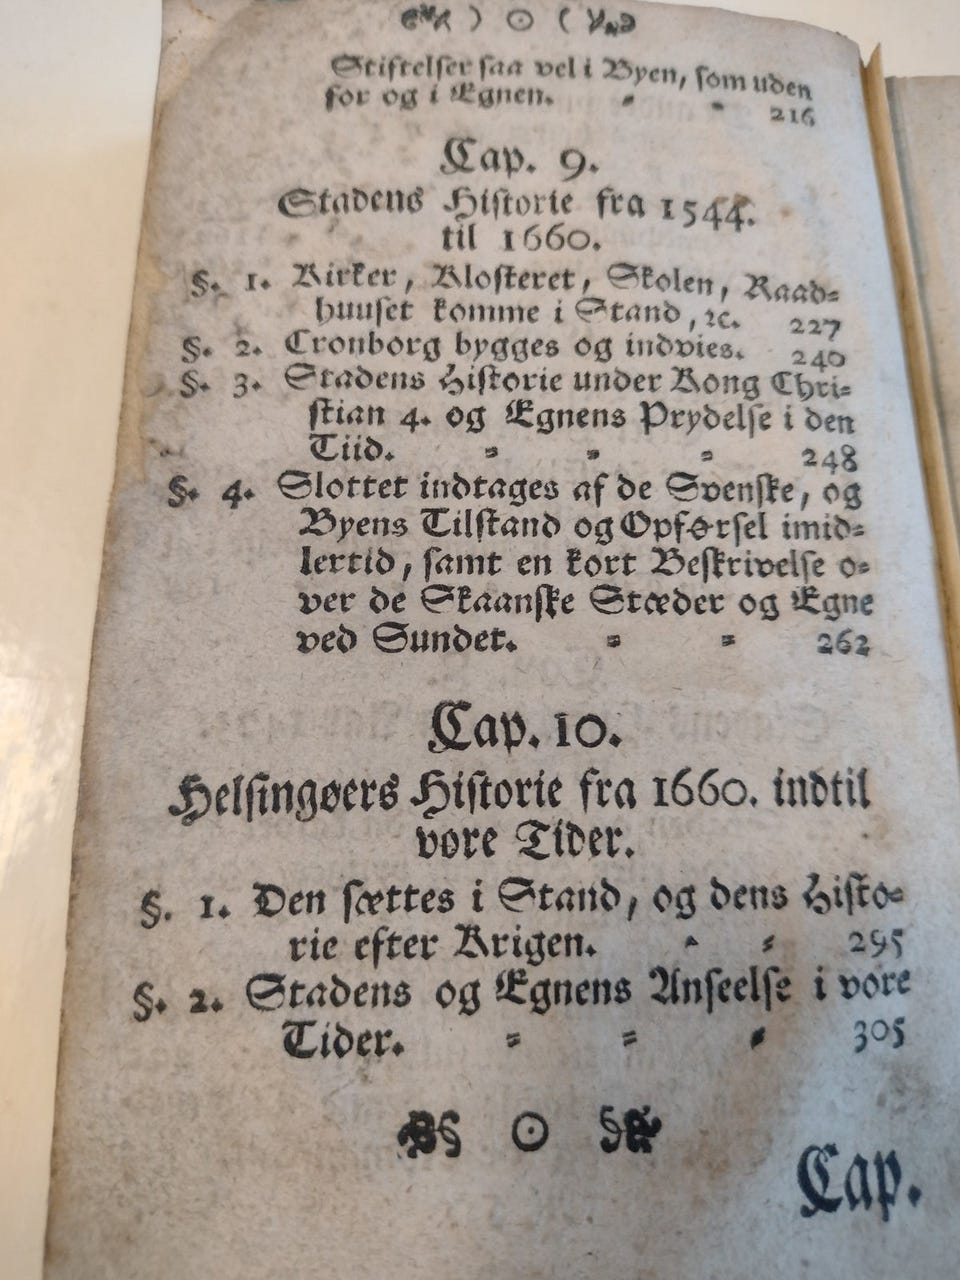 ) ☉ (
Stiftelser saa vel i Byen, som uden
for og i Egnen. = = 216
Cap. 9.
Stadens Historie fra 1544.
til 1660.
§. 1. Kirker, Klosteret, Skolen, Raad=
huuset komme i Stand, ꝛc. 227
§. 2. Cronborg bygges og indvies. 240
§. 3. Stadens Historie under Kong Chri=
stian 4. og Egnens Prydelse i den
Tiid. = = = 248
§. 4. Slottet indtages af de Svenske, og
Byens Tilstand og Opførsel imid=
lertid, samt en kort Beskrivelse o=
ver de Skaanske Stæder og Egne
ved Sundet. = = 262
Cap. 10.
Helsingøers Historie fra 1660. indtil
vore Tider.
§. 1. Den sættes i Stand, og dens Histo=
rie efter Krigen. = = 295
§. 2. Stadens og Egnens Anseelse i vore
Tider. = = = 305
§ ☉ §
Cap.